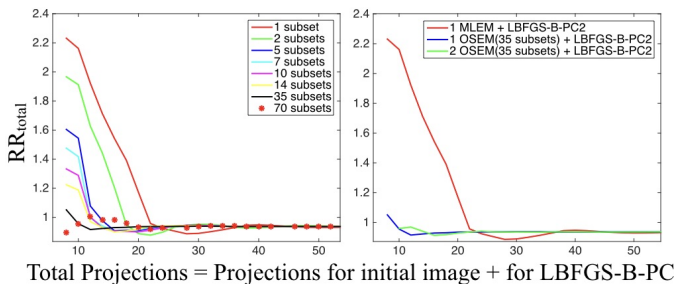 2.4
2.2
2
1.8
1.6
1.4
1.2
1
10 20 30 40 50
RRtotal
1 subset
2 subsets
5 subsets
7 subsets
10 subsets
14 subsets
35 subsets
70 subsets
2.4
2.2
2
1.8
1.6
1.4
1.2
1
10 20 30 40 50
1 MLEM + LBFGS-B-PC2
1 OSEM(35 subsets) + LBFGS-B-PC2
2 OSEM(35 subsets) + LBFGS-B-PC2
Total Projections = Projections for initial image + for LBFGS-B-PC